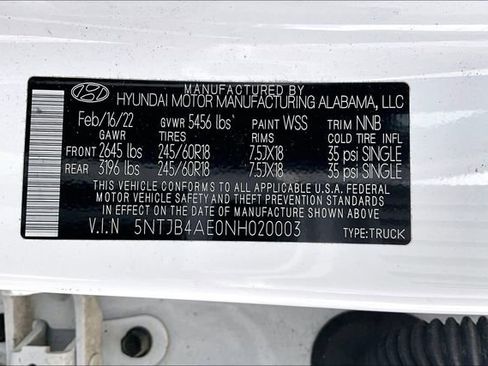 MANUFACTURED BY
HYUNDAI MOTOR MANUFACTURING ALABAMA, LLC
Feb/16/22 GVWR 5456 lbs PAINT WSS TRIM NNB
GAWR TIRES RIMS COLD TIRE INFL
FRONT 2645 lbs 245/60R18 7.5JX18 35 psi SINGLE
REAR 3196 lbs 245/60R18 7.5JX18 35 psi SINGLE
THIS VEHICLE CONFORMS TO ALL APPLICABLE U.S.A. FEDERAL
MOTOR VEHICLE SAFETY AND THEFT PREVENTION STANDARDS
IN EFFECT ON THE DATE OF MANUFACTURE SHOWN ABOVE.
V.I.N 5NTJB4AE0NH020003 TYPE:TRUCK